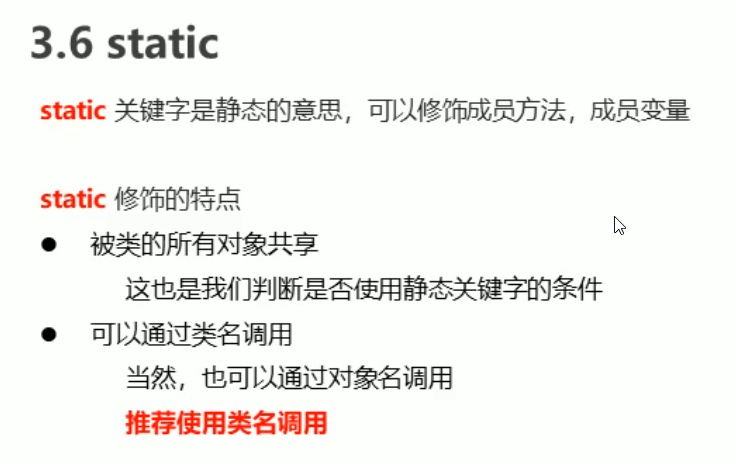 3.6 static
static 关键字是静态的意思，可以修饰成员方法，成员变量
static 修饰的特点
● 被类的所有对象共享
这也是我们判断是否使用静态关键字的条件
● 可以通过类名调用
当然，也可以通过对象名调用
推荐使用类名调用